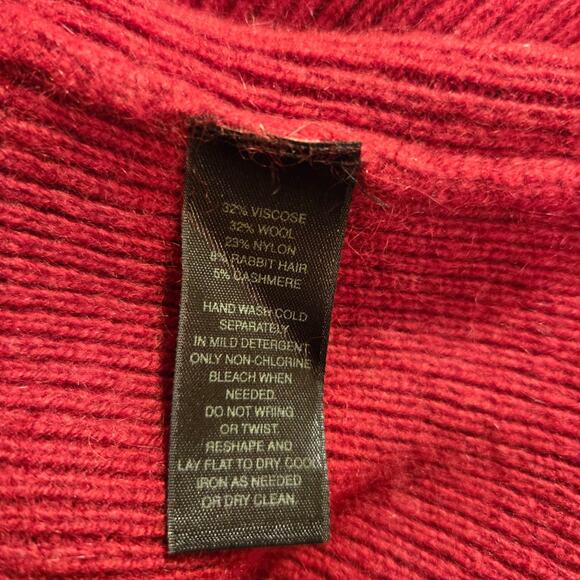 32% VISCOSE
32% WOOL
23% NYLON
8% RABBIT HAIR
5% CASHMERE
HAND WASH COLD
SEPARATELY
IN MILD DETERGENT.
ONLY NON-CHLORINE
BLEACH WHEN
NEEDED.
DO NOT WRING
OR TWIST.
RESHAPE AND
LAY FLAT TO DRY COOL
IRON AS NEEDED
OR DRY CLEAN.